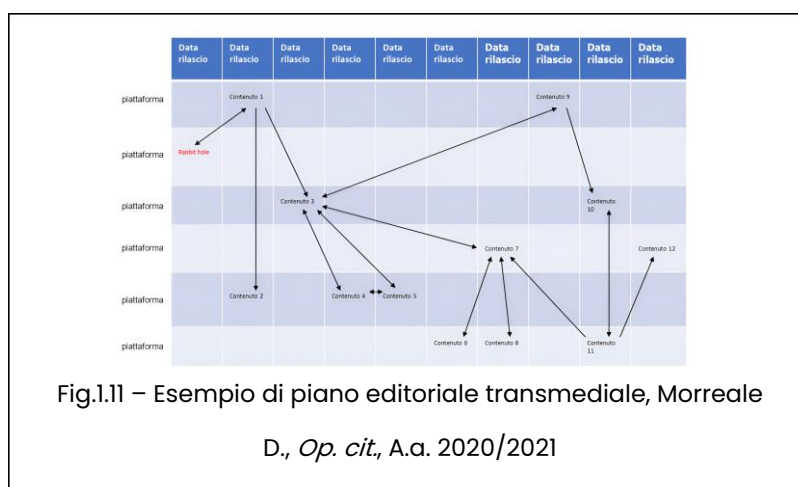 Data rilascio Data rilascio Data rilascio Data rilascio Data rilascio Data rilascio Data rilascio Data rilascio Data rilascio Data rilascio
piattaforma Contenuto 1 Contenuto 9
piattaforma Rabbit hole
piattaforma Contenuto 3 Contenuto 10
piattaforma Contenuto 7 Contenuto 12
piattaforma Contenuto 2 Contenuto 4 Contenuto 5
piattaforma Contenuto 6 Contenuto 8 Contenuto 11
Fig.1.11 – Esempio di piano editoriale transmediale, Morreale
D., Op. cit., A.a. 2020/2021